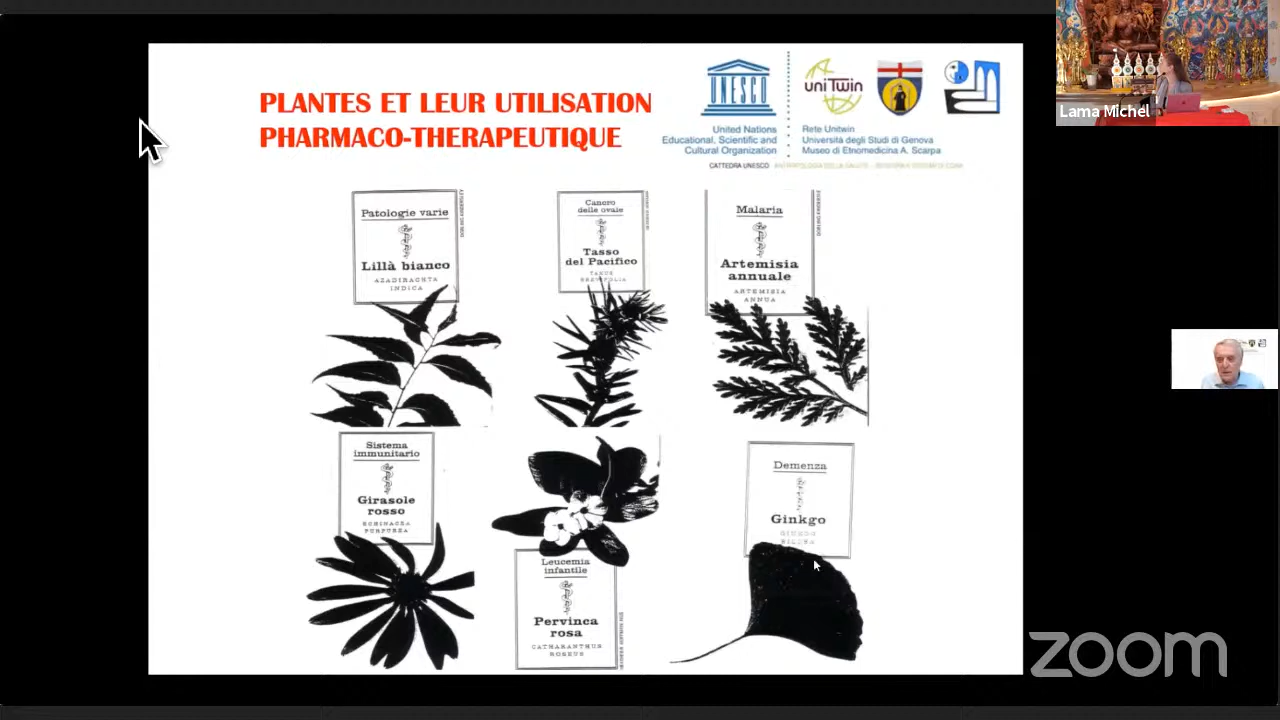 PLANTES ET LEUR UTILISATION
PHARMACO-THERAPEUTIQUE
UNESCO
United Nations
Educational, Scientific and
Cultural Organization
uniTwin
Rete Unitwin
Università degli Studi di Genova
Museo di Etnomedicina A. Scarpa
CATTEDRA UNESCO
Lama Michel
Patologie varie
Lillà bianco
AZADIRACHTA
INDICA
Cancro
delle ovaie
Tasso
del Pacifico
TAXUS
BREVIFOLIA
Malaria
Artemisia
annuale
ARTEMISIA
ANNUA
Sistema
immunitario
Girasole
rosso
ECHINACEA
PURPUREA
Leucemia
infantile
Pervinca
rosa
CATHARANTHUS
ROSEUS
Demenza
Ginkgo
GINKGO
BILOBA
zoom